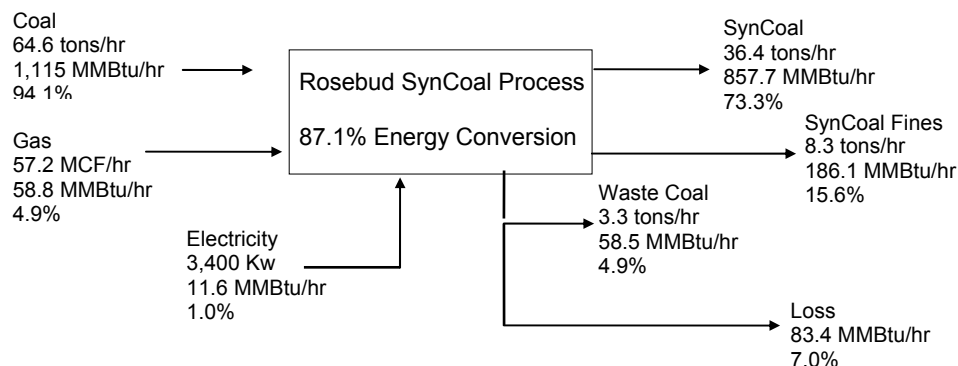 Coal
64.6 tons/hr
1,115 MMBtu/hr
94.1%
Gas
57.2 MCF/hr
58.8 MMBtu/hr
4.9%
Electricity
3,400 Kw
11.6 MMBtu/hr
1.0%
Rosebud SynCoal Process
87.1% Energy Conversion
SynCoal
36.4 tons/hr
857.7 MMBtu/hr
73.3%
SynCoal Fines
8.3 tons/hr
186.1 MMBtu/hr
15.6%
Waste Coal
3.3 tons/hr
58.5 MMBtu/hr
4.9%
Loss
83.4 MMBtu/hr
7.0%